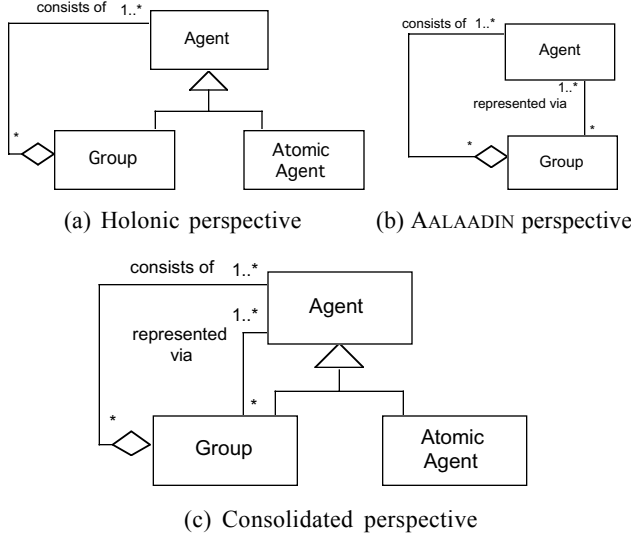 consists of 1..*
Agent
*
Group
Atomic
Agent
(a) Holonic perspective
consists of 1..*
Agent
1..*
represented via
*
*
Group
(b) AALAADIN perspective
consists of 1..*
Agent
1..*
represented
via
*
*
Group
Atomic
Agent
(c) Consolidated perspective